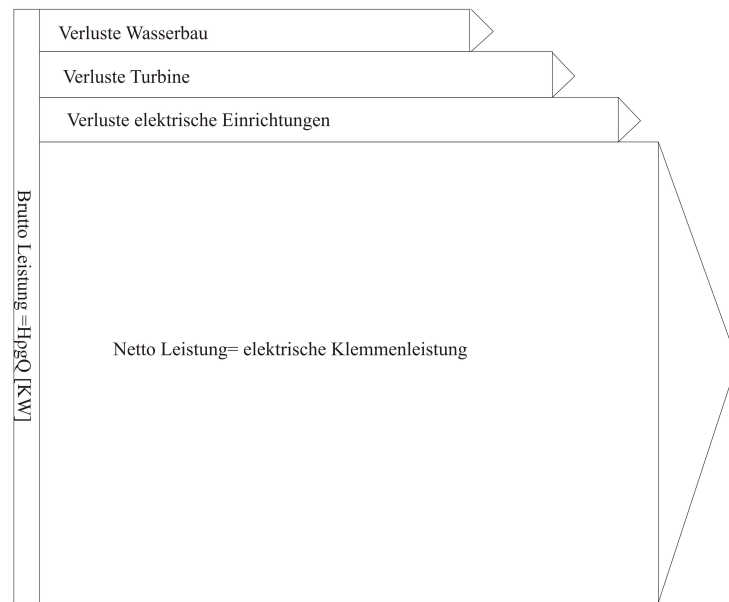 Verluste Wasserbau
Verluste Turbine
Verluste elektrische Einrichtungen
Brutto Leistung =HρgQ [KW]
Netto Leistung= elektrische Klemmenleistung